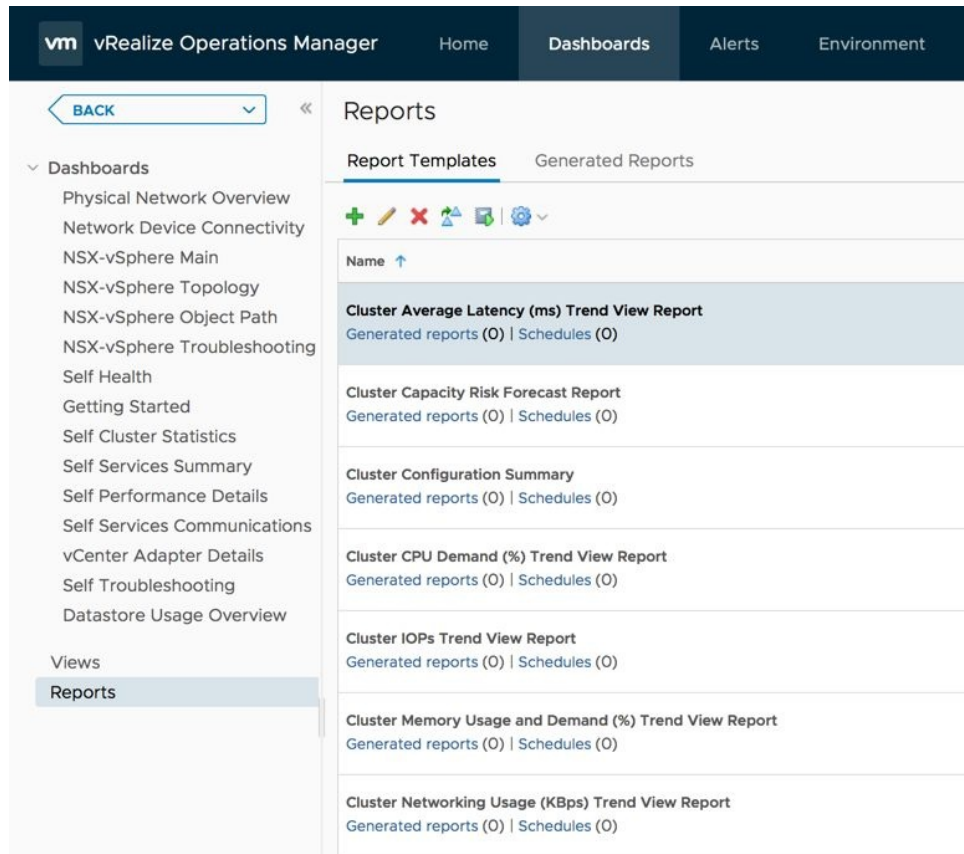 vm vRealize Operations Manager Home Dashboards Alerts Environment
BACK
Dashboards
Physical Network Overview
Network Device Connectivity
NSX-vSphere Main
NSX-vSphere Topology
NSX-vSphere Object Path
NSX-vSphere Troubleshooting
Self Health
Getting Started
Self Cluster Statistics
Self Services Summary
Self Performance Details
Self Services Communications
vCenter Adapter Details
Self Troubleshooting
Datastore Usage Overview
Views
Reports
Reports
Report Templates Generated Reports
Name
Cluster Average Latency (ms) Trend View Report
Generated reports (0) | Schedules (0)
Cluster Capacity Risk Forecast Report
Generated reports (0) | Schedules (0)
Cluster Configuration Summary
Generated reports (0) | Schedules (0)
Cluster CPU Demand (%) Trend View Report
Generated reports (0) | Schedules (0)
Cluster IOPs Trend View Report
Generated reports (0) | Schedules (0)
Cluster Memory Usage and Demand (%) Trend View Report
Generated reports (0) | Schedules (0)
Cluster Networking Usage (KBps) Trend View Report
Generated reports (0) | Schedules (0)